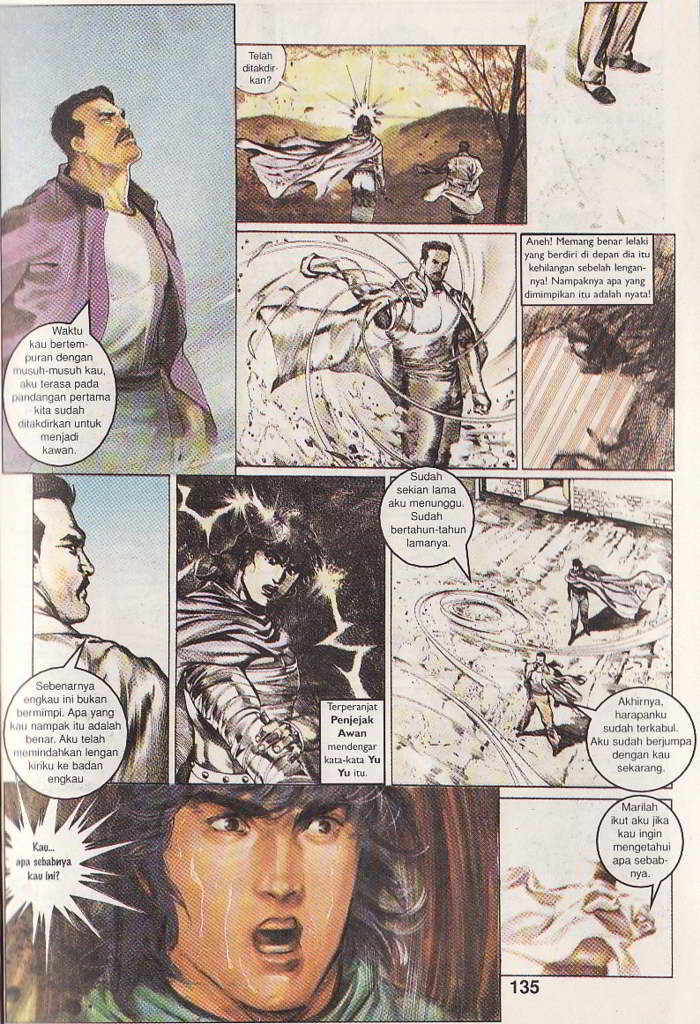 Waktu
kau bertem-
puran dengan
musuh-musuh kau,
aku terasa pada
pandangan pertama
kita sudah
ditakdirkan untuk
menjadi
kawan.
Telah
ditakdir-
kan?
Aneh! Memang benar lelaki
yang berdiri di depan dia itu
kehilangan sebelah lengan-
nya! Nampaknya apa yang
dimimpikan itu adalah nyata!
Sebenarnya
engkau ini bukan
bermimpi. Apa yang
kau nampak itu adalah
benar. Aku telah
memindahkan lengan
kiriku ke badan
engkau
Terperanjat
Penjejak
Awan
mendengar
kata-kata Yu
Yu itu.
Sudah
sekian lama
aku menunggu.
Sudah
bertahun-tahun
lamanya.
Akhirnya,
harapanku
sudah terkabul.
Aku sudah berjumpa
dengan kau
sekarang.
Kau...
apa sebabnya
kau ini?
Marilah
ikut aku jika
kau ingin
mengetahui
apa sebab-
nya.
135